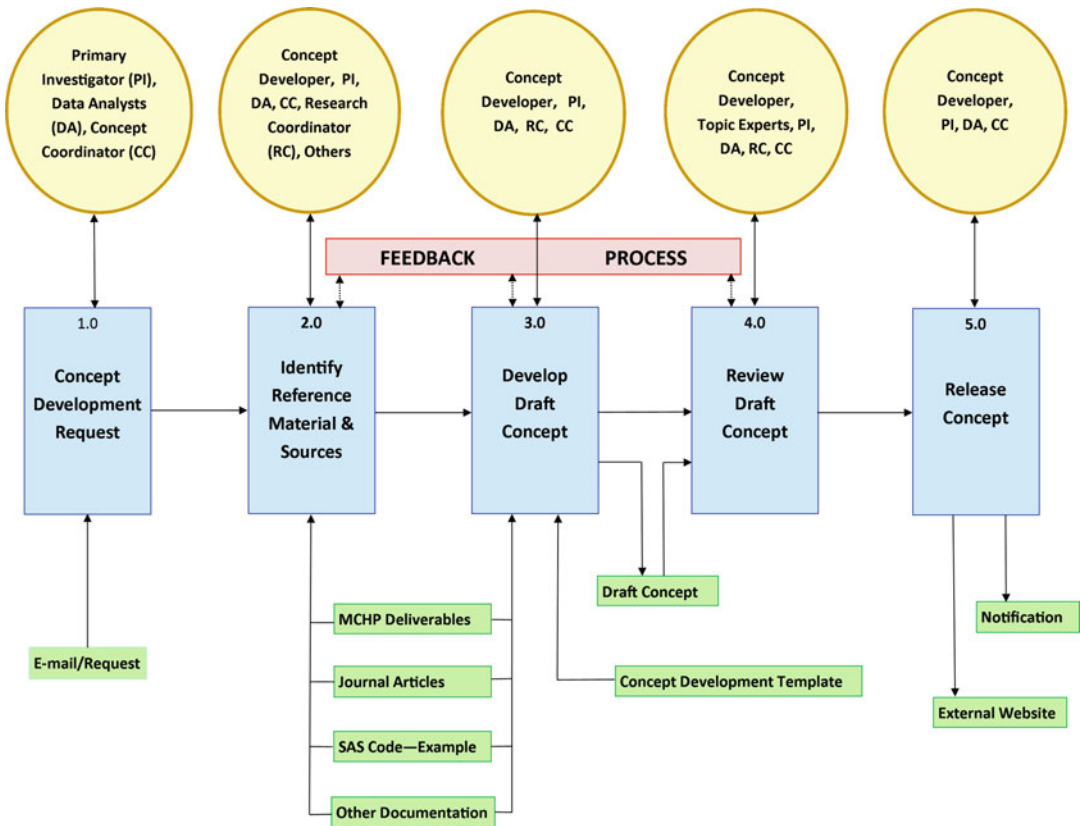 Primary
Investigator (PI),
Data Analysts
(DA), Concept
Coordinator (CC)
Concept
Developer, PI,
DA, CC, Research
Coordinator
(RC), Others
Concept
Developer, PI,
DA, RC, CC
Concept
Developer,
Topic Experts, PI,
DA, RC, CC
Concept
Developer,
PI, DA, CC
FEEDBACK PROCESS
1.0
Concept
Development
Request
2.0
Identify
Reference
Material &
Sources
3.0
Develop
Draft
Concept
4.0
Review
Draft
Concept
5.0
Release
Concept
E-mail/Request
MCHP Deliverables
Journal Articles
SAS Code—Example
Other Documentation
Draft Concept
Concept Development Template
Notification
External Website